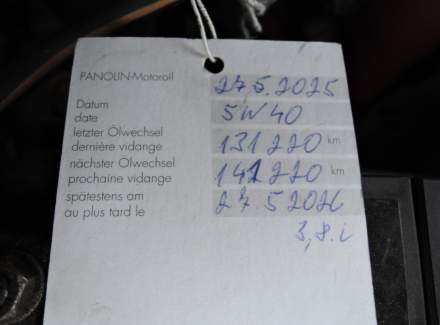 PANOLIN-Motoroil
27.5.2025
Datum
date
5W40
letzter Ölwechsel
dernière vidange
131220 km
nächster Ölwechsel
prochaine vidange
141220 km
spätestens am
au plus tard le
27.5 2026
3,8.L